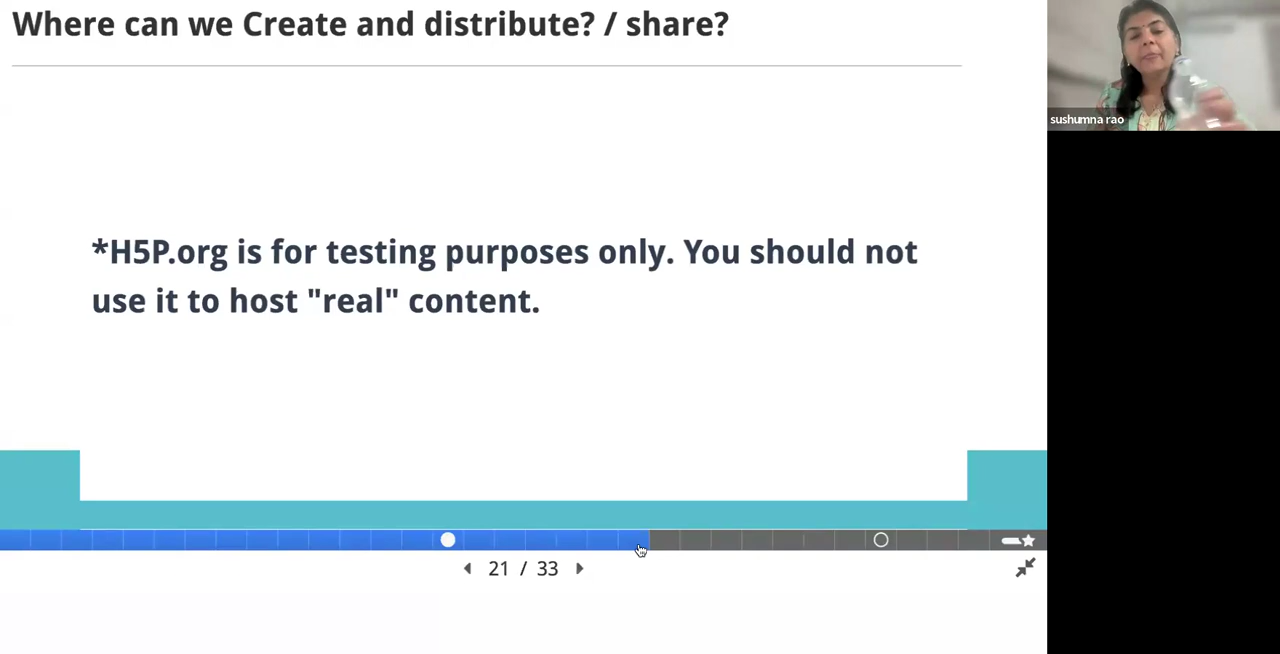 Where can we Create and distribute? / share?
sushumna rao
*H5P.org is for testing purposes only. You should not
use it to host "real" content.
21 / 33